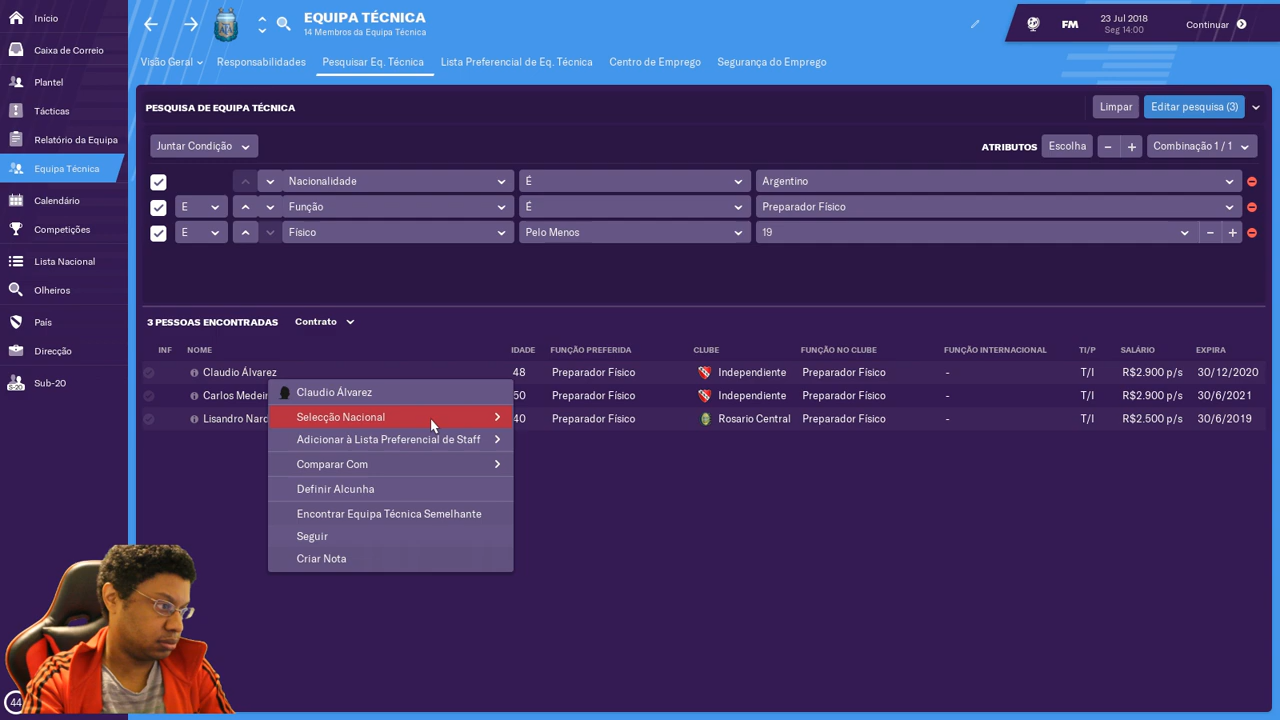 Início
Caixa de Correio
Plantel
Tácticas
Relatório da Equipa
Equipa Técnica
Calendário
Competições
Lista Nacional
Olheiros
País
Direcção
S-20
Sub-20
44
EQUIPA TÉCNICA
14 Membros da Equipa Técnica
FM
23 Jul 2018
Seg 14:00
Continuar
Visão Geral
Responsabilidades
Pesquisar Eq. Técnica
Lista Preferencial de Eq. Técnica
Centro de Emprego
Segurança do Emprego
PESQUISA DE EQUIPA TÉCNICA
Limpar
Editar pesquisa (3)
Juntar Condição
ATRIBUTOS
Escolha
Combinação 1 / 1
Nacionalidade É Argentino
E Função É Preparador Físico
E Físico Pelo Menos 19
3 PESSOAS ENCONTRADAS
Contrato
INF NOME IDADE FUNÇÃO PREFERIDA CLUBE FUNÇÃO NO CLUBE FUNÇÃO INTERNACIONAL TI/P SALÁRIO EXPIRA
Claudio Álvarez 48 Preparador Físico Independiente Preparador Físico - T/I R$2.900 p/s 30/12/2020
Carlos 50 Preparador Físico Independiente Preparador Físico - T/I R$2.900 p/s 30/6/2021
Lisandro 40 Preparador Físico Rosario Central Preparador Físico - T/I R$2.500 p/s 30/6/2019
Claudio Álvarez
Selecção Nacional
Adicionar à Lista Preferencial de Staff
Comparar Com
Definir Alcunha
Encontrar Equipa Técnica Semelhante
Seguir
Criar Nota